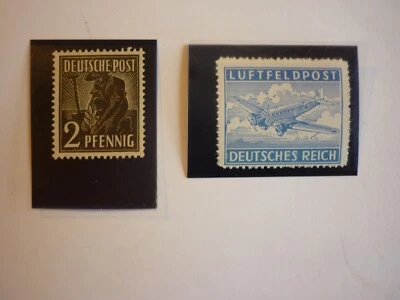 DEUTSCHE POST
2
PFENNIG
LUFTFELDPOST
DEUTSCHES REICH